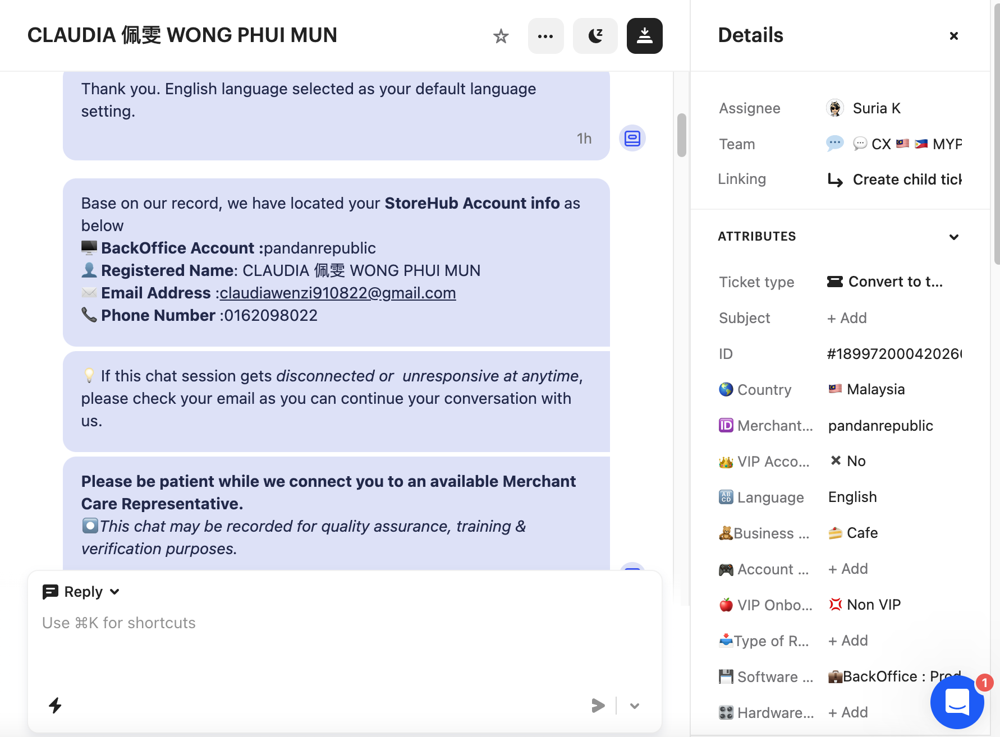 CLAUDIA 佩雯 WONG PHUI MUN
Thank you. English language selected as your default language
setting.
1h
Base on our record, we have located your StoreHub Account info as
below
BackOffice Account :pandanrepublic
Registered Name: CLAUDIA 佩雯 WONG PHUI MUN
Email Address :claudiawenzi910822@gmail.com
Phone Number :0162098022
If this chat session gets disconnected or  unresponsive at anytime,
please check your email as you can continue your conversation with
us.
Please be patient while we connect you to an available Merchant
Care Representative.
This chat may be recorded for quality assurance, training &
verification purposes.
Reply
Use ⌘K for shortcuts
Details
Assignee Suria K
Team CX MYP
Linking Create child tick
ATTRIBUTES
Ticket type Convert to t...
Subject + Add
ID #1899720004202
Country Malaysia
Merchant... pandanrepublic
VIP Acco... No
Language English
Business ... Cafe
Account ... + Add
VIP Onbo... Non VIP
Type of R... + Add
Software ... BackOffice : Prod
Hardware... + Add
1